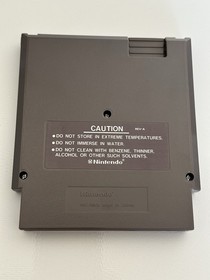 CAUTION REV-A
• DO NOT STORE IN EXTREME TEMPERATURES.
• DO NOT IMMERSE IN WATER.
• DO NOT CLEAN WITH BENZENE, THINNER,
ALCOHOL OR OTHER SUCH SOLVENTS.
Nintendo